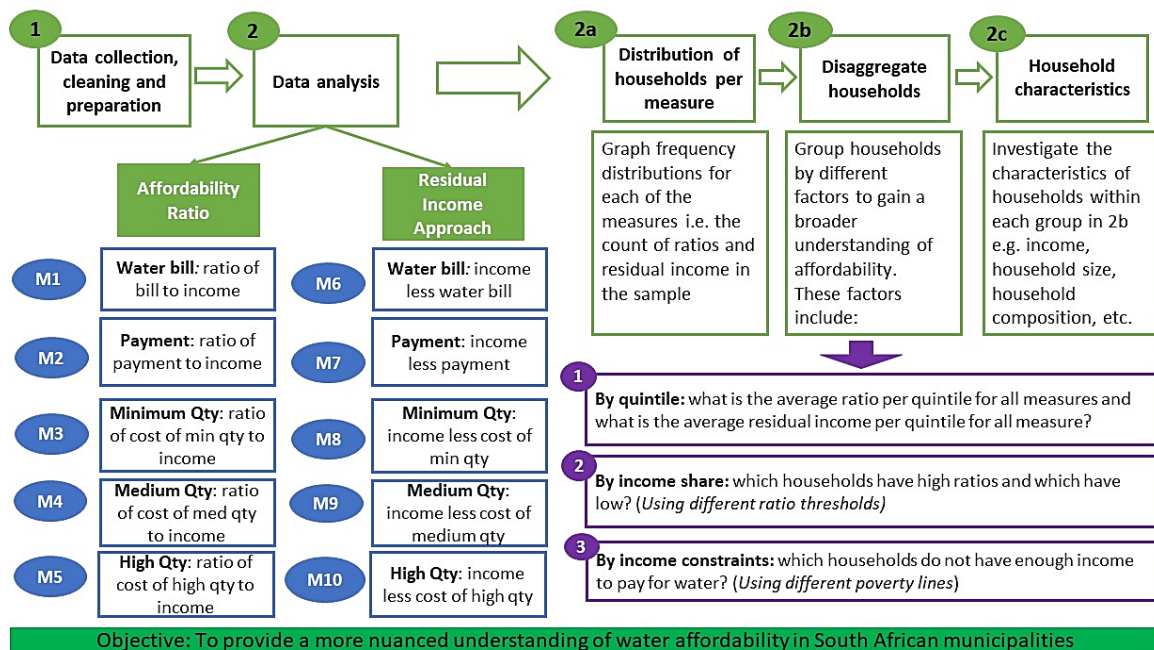 1
Data collection,
cleaning and
preparation
2
Data analysis
2a
Distribution of
households per
measure
2b
Disaggregate
households
2c
Household
characteristics
Graph frequency
distributions for
each of the
measures i.e. the
count of ratios and
residual income in
the sample
Group households
by different
factors to gain a
broader
understanding of
affordability.
These factors
include:
Investigate the
characteristics of
households within
each group in 2b
e.g. income,
household size,
household
composition, etc.
Affordability
Ratio
Residual
Income
Approach
M1
Water bill: ratio of
bill to income
M2
Payment: ratio of
payment to income
M3
Minimum Qty: ratio
of cost of min qty to
income
M4
Medium Qty: ratio
of cost of med qty
to income
M5
High Qty: ratio of
cost of high qty to
income
M6
Water bill: income
less water bill
M7
Payment: income
less payment
M8
Minimum Qty:
income less cost of
min qty
M9
Medium Qty:
income less cost of
medium qty
M10
High Qty: income
less cost of high qty
1
By quintile: what is the average ratio per quintile for all measures and
what is the average residual income per quintile for all measure?
2
By income share: which households have high ratios and which have
low? (Using different ratio thresholds)
3
By income constraints: which households do not have enough income
to pay for water? (Using different poverty lines)
Objective: To provide a more nuanced understanding of water affordability in South African municipalities